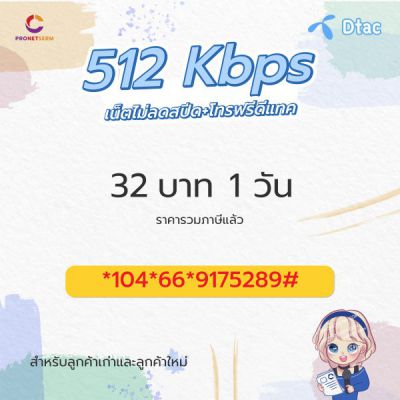 PRONETSERM
Dtac
512 Kbps
เน็ตไม่ลดสปีด+โทรฟรีดีแทค
32 บาท 1 วัน
ราคารวมภาษีแล้ว
*104*66*9175289#
สำหรับลูกค้าเก่าและลูกค้าใหม่